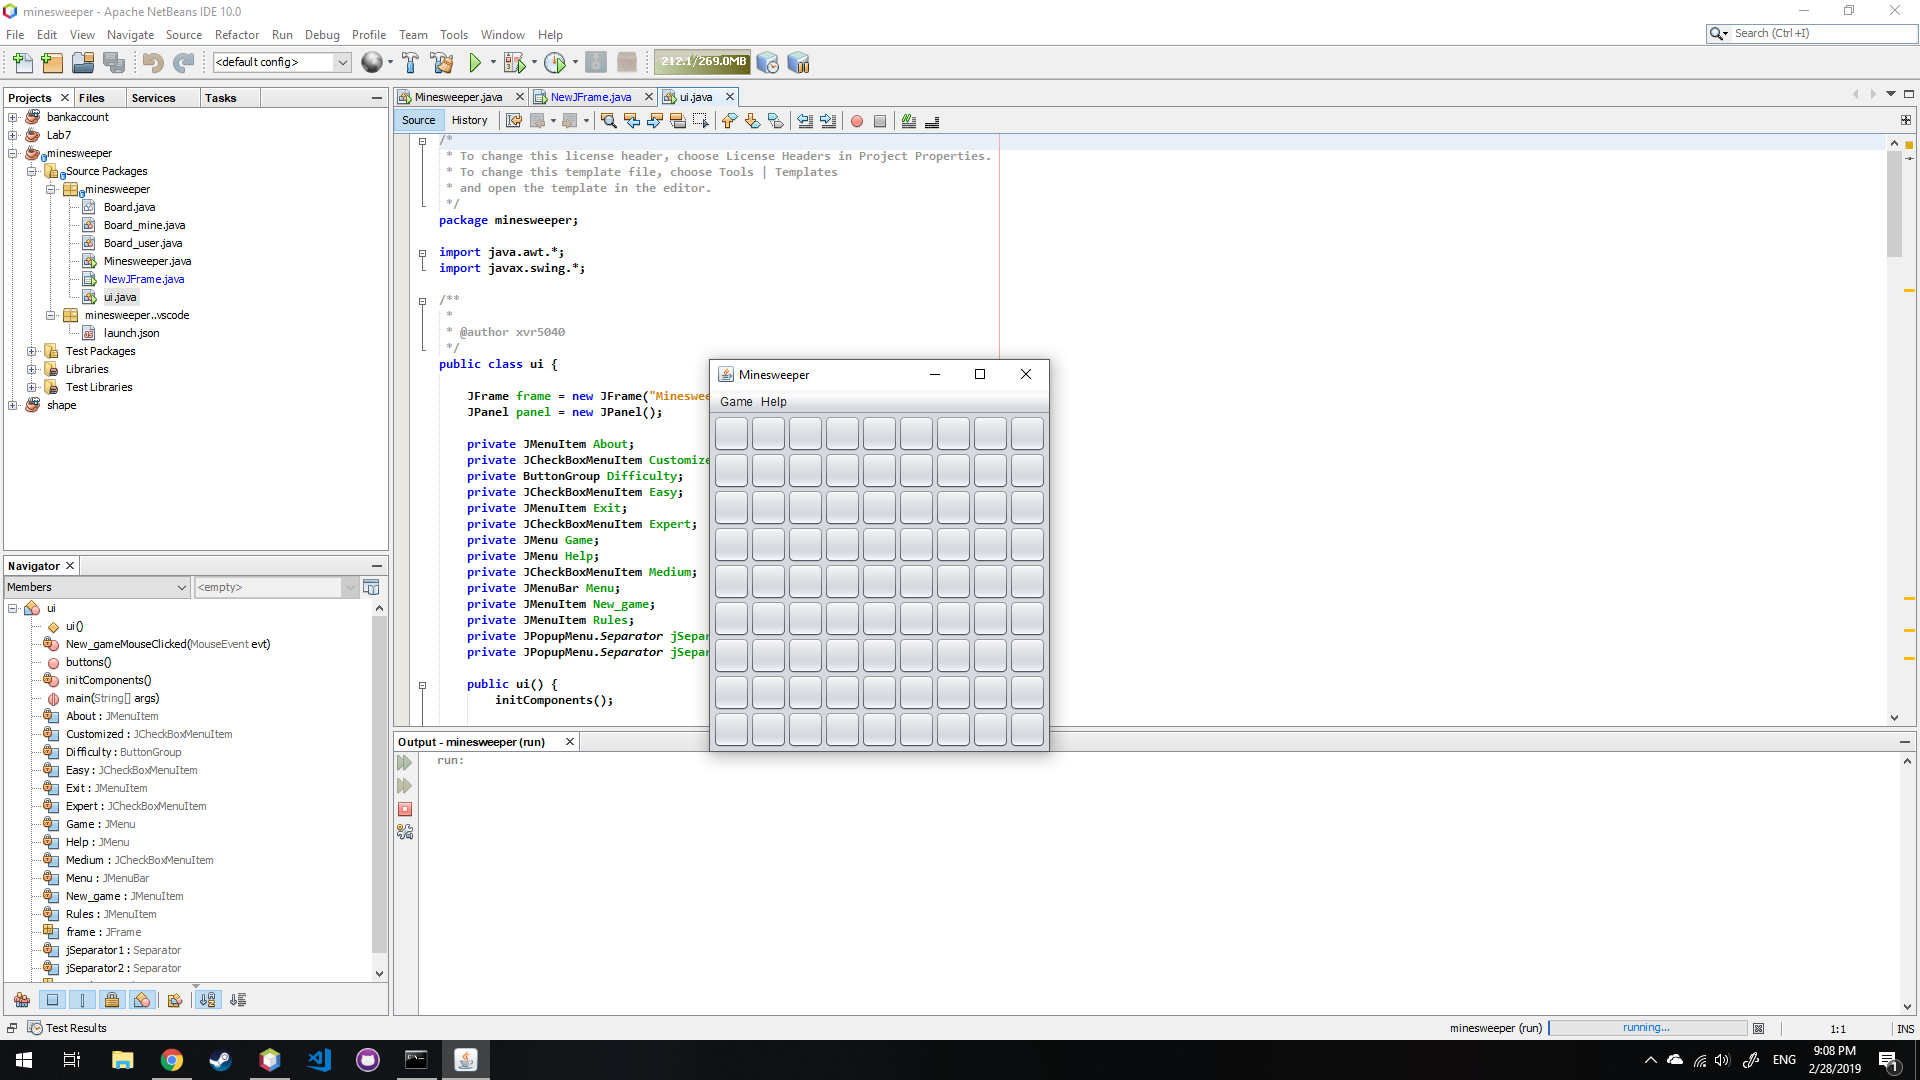 minesweeper - Apache NetBeans IDE 10.0
File Edit View Navigate Source Refactor Run Debug Profile Team Tools Window Help
Search (Ctrl+I)
<default config>
212.1/269.0MB
Projects Files Services Tasks
bankaccount
Lab7
minesweeper
Source Packages
minesweeper
Board.java
Board_mine.java
Board_user.java
Minesweeper.java
NewJFrame.java
ui.java
minesweeper..vscode
launch.json
Test Packages
Libraries
Test Libraries
shape
Navigator
Members
<empty>
ui
ui()
New_gameMouseClicked(MouseEvent evt)
buttons()
initComponents()
main(String[] args)
About : JMenuItem
Customized : JCheckBoxMenuItem
Difficulty : ButtonGroup
Easy : JCheckBoxMenuItem
Exit : JMenuItem
Expert : JCheckBoxMenuItem
Game : JMenu
Help : JMenu
Medium : JCheckBoxMenuItem
Menu : JMenuBar
New_game : JMenuItem
Rules : JMenuItem
frame : JFrame
jSeparator1 : Separator
jSeparator2 : Separator
Minesweeper.java NewJFrame.java ui.java
Source History
/*
* To change this license header, choose License Headers in Project Properties.
* To change this template file, choose Tools | Templates
* and open the template in the editor.
*/
package minesweeper;
import java.awt.*;
import javax.swing.*;
/**
*
* @author xvr5040
*/
public class ui {
JFrame frame = new JFrame("Mineswee
JPanel panel = new JPanel();
private JMenuItem About;
private JCheckBoxMenuItem Customize
private ButtonGroup Difficulty;
private JCheckBoxMenuItem Easy;
private JMenuItem Exit;
private JCheckBoxMenuItem Expert;
private JMenu Game;
private JMenu Help;
private JCheckBoxMenuItem Medium;
private JMenuBar Menu;
private JMenuItem New_game;
private JMenuItem Rules;
private JPopupMenu.Separator jSepar
private JPopupMenu.Separator jSepar
public ui() {
initComponents();
Minesweeper
Game Help
Output - minesweeper (run)
run:
Test Results
minesweeper (run)
running...
1:1
INS
ENG
9:08 PM
2/28/2019
1